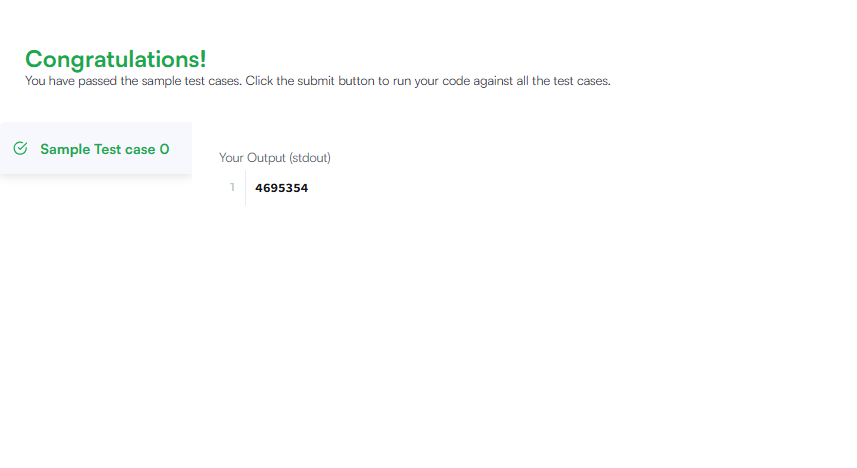 Congratulations!
You have passed the sample test cases. Click the submit button to run your code against all the test cases.
Sample Test case 0
Your Output (stdout)
1 4695354